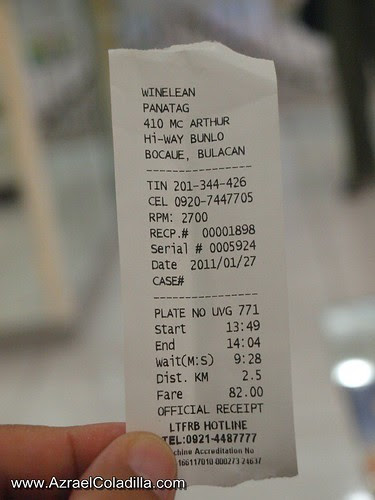 WINELEAN
PANATAG
410 Mc ARTHUR
Hi-WAY BUNLO
BOCAUE, BULACAN
TIN 201-344-426
CEL 0920-7447705
RPM: 2700
RECP.# 00001898
Serial # 0005924
Date 2011/01/27
CASE#
PLATE NO UVG 771
Start 13:49
End 14:04
Wait(M:S) 9:28
Dist. KM 2.5
Fare 82.00
OFFICIAL RECEIPT
LTFRB HOTLINE
TEL:0921-4487777
chine Accreditation No
www.AzraelColadilla.com